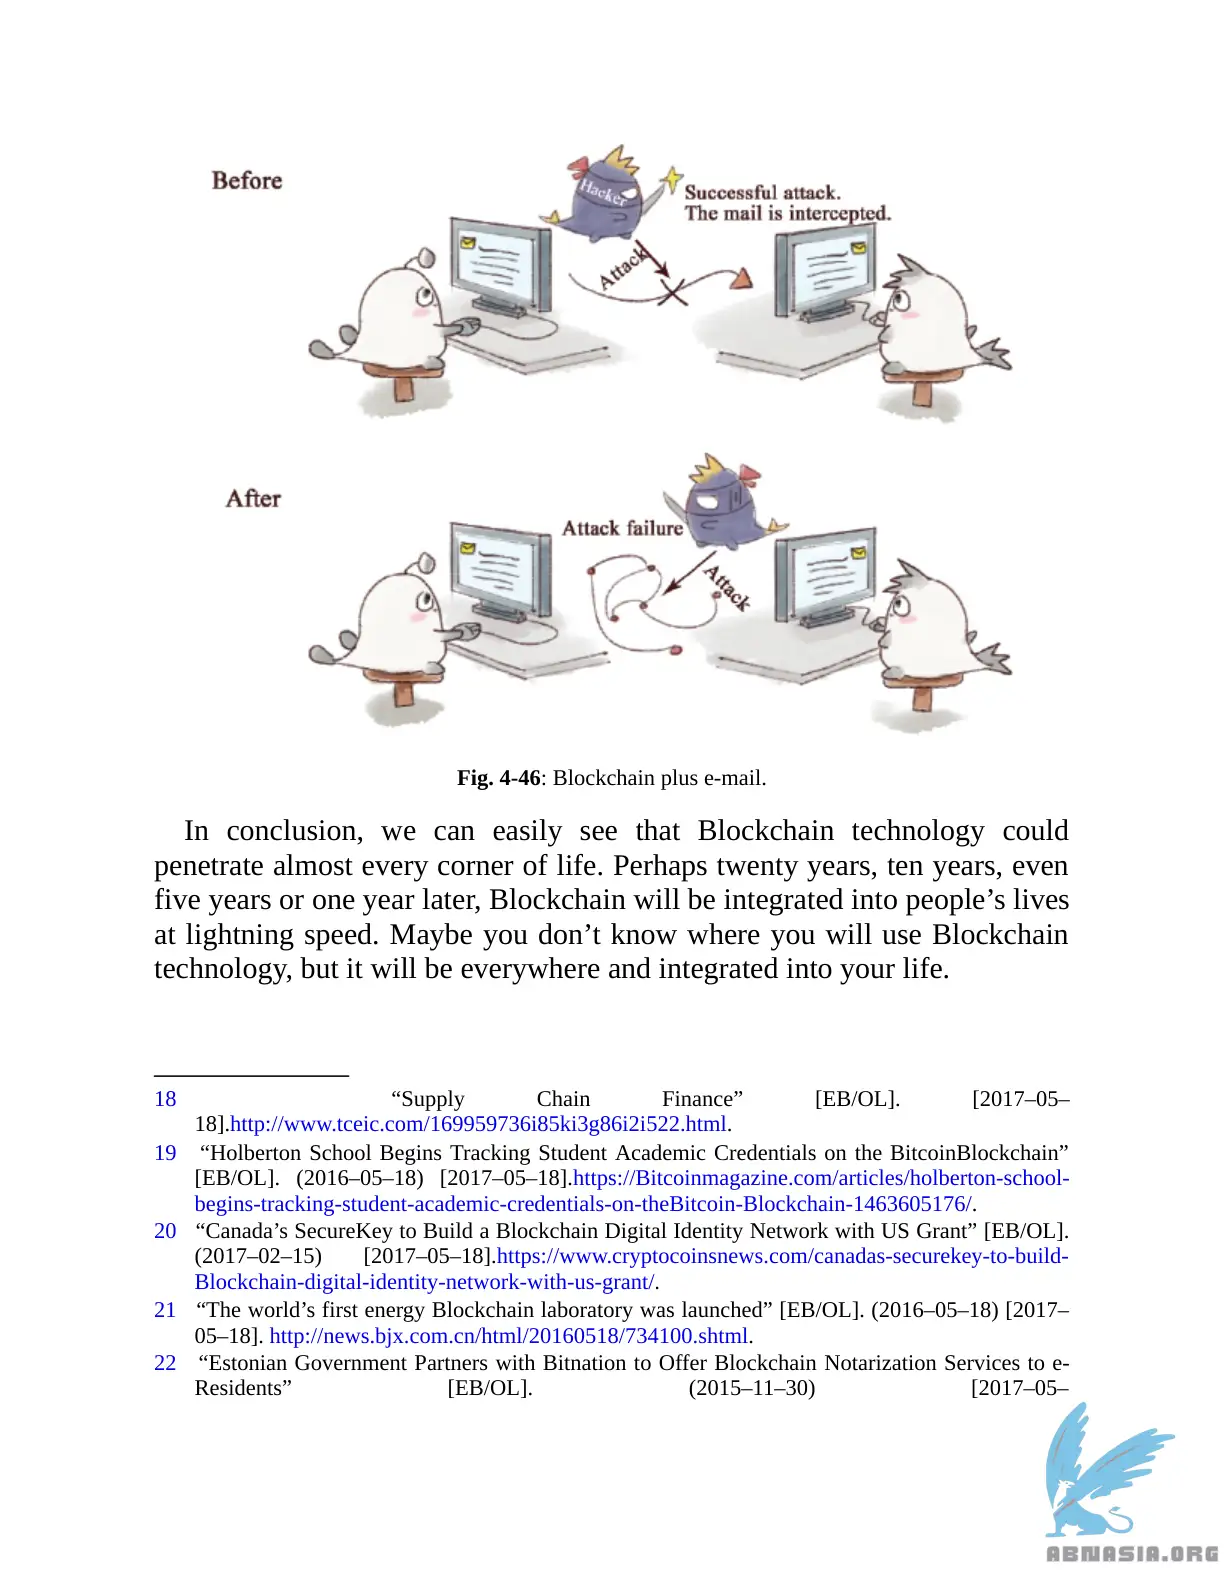 Before
Hacker
Successful attack.
The mail is intercepted.
Attack
After
Attack failure
Attack
Fig. 4-46: Blockchain plus e-mail.
In conclusion, we can easily see that Blockchain technology could
penetrate almost every corner of life. Perhaps twenty years, ten years, even
five years or one year later, Blockchain will be integrated into people’s lives
at lightning speed. Maybe you don’t know where you will use Blockchain
technology, but it will be everywhere and integrated into your life.
18 “Supply Chain Finance” [EB/OL]. [2017–05–
18].http://www.tceic.com/169959736i85ki3g86i2i522.html.
19 “Holberton School Begins Tracking Student Academic Credentials on the BitcoinBlockchain”
[EB/OL]. (2016–05–18) [2017–05–18].https://Bitcoinmagazine.com/articles/holberton-school-
begins-tracking-student-academic-credentials-on-theBitcoin-Blockchain-1463605176/.
20 “Canada’s SecureKey to Build a Blockchain Digital Identity Network with US Grant” [EB/OL].
(2017–02–15) [2017–05–18].https://www.cryptocoinsnews.com/canadas-securekey-to-build-
Blockchain-digital-identity-network-with-us-grant/.
21 “The world’s first energy Blockchain laboratory was launched” [EB/OL]. (2016–05–18) [2017–
05–18]. http://news.bjx.com.cn/html/20160518/734100.shtml.
22 “Estonian Government Partners with Bitnation to Offer Blockchain Notarization Services to e-
Residents” [EB/OL]. (2015–11–30) [2017–05–
ABNASIA.ORG